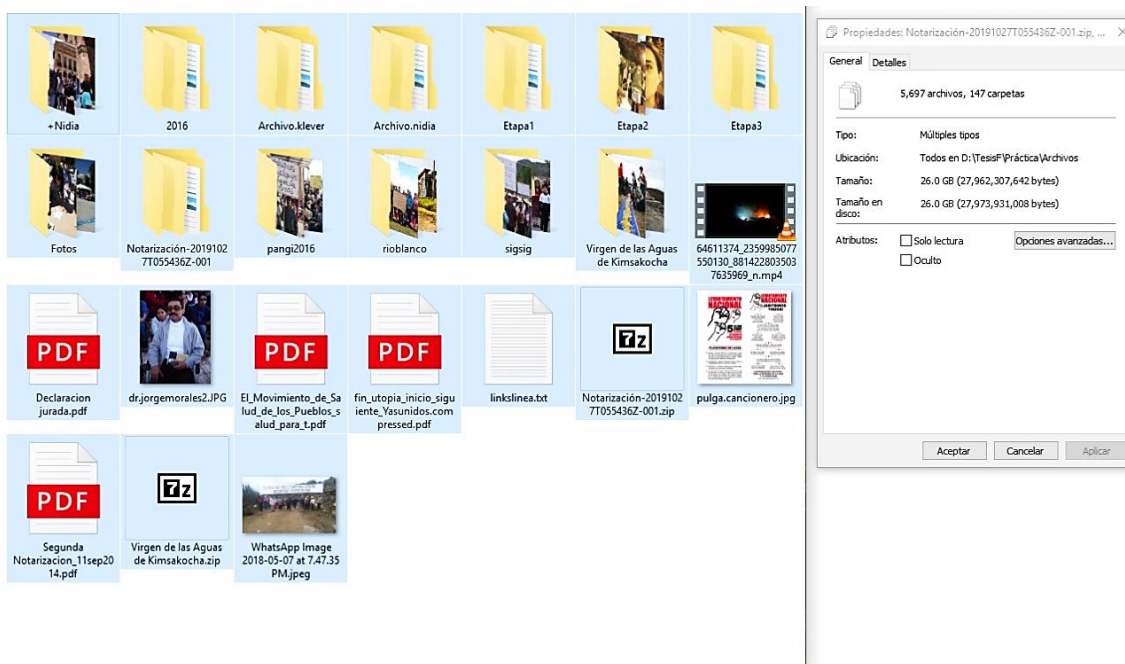 +Nidia
2016
Archivo.klever
Archivo.nidia
Etapa1
Etapa2
Etapa3
Fotos
Notarización-2019102
7T055436Z-001
pangi2016
rioblanco
sigsig
Virgen de las Aguas
de Kimsakocha
64611374_2359985077
550130_881422803503
7635969_n.mp4
PDF
Declaracion
jurada.pdf
dr.jorgemorales2.JPG
PDF
El_Movimiento_de_Sa
lud_de_los_Pueblos_s
alud_para_t.pdf
PDF
fin_utopia_inicio_sigu
iente_Yasunidos.com
pressed.pdf
linkslinea.txt
7z
Notarización-2019102
7T055436Z-001.zip
LEVANTAMIENTO
NACIONAL
pulga.cancionero.jpg
PDF
Segunda
Notarizacion_11sep20
14.pdf
7z
Virgen de las Aguas
de Kimsakocha.zip
WhatsApp Image
2018-05-07 at 7.47.35
PM.jpeg
Propiedades: Notarización-20191027T055436Z-001.zip, ...
General Detalles
5,697 archivos, 147 carpetas
Tipo: Múltiples tipos
Ubicación: Todos en D:\TesisF\Práctica\Archivos
Tamaño: 26.0 GB (27,962,307,642 bytes)
Tamaño en
disco: 26.0 GB (27,973,931,008 bytes)
Atributos: Solo lectura Opciones avanzadas...
Oculto
Aceptar Cancelar Aplicar